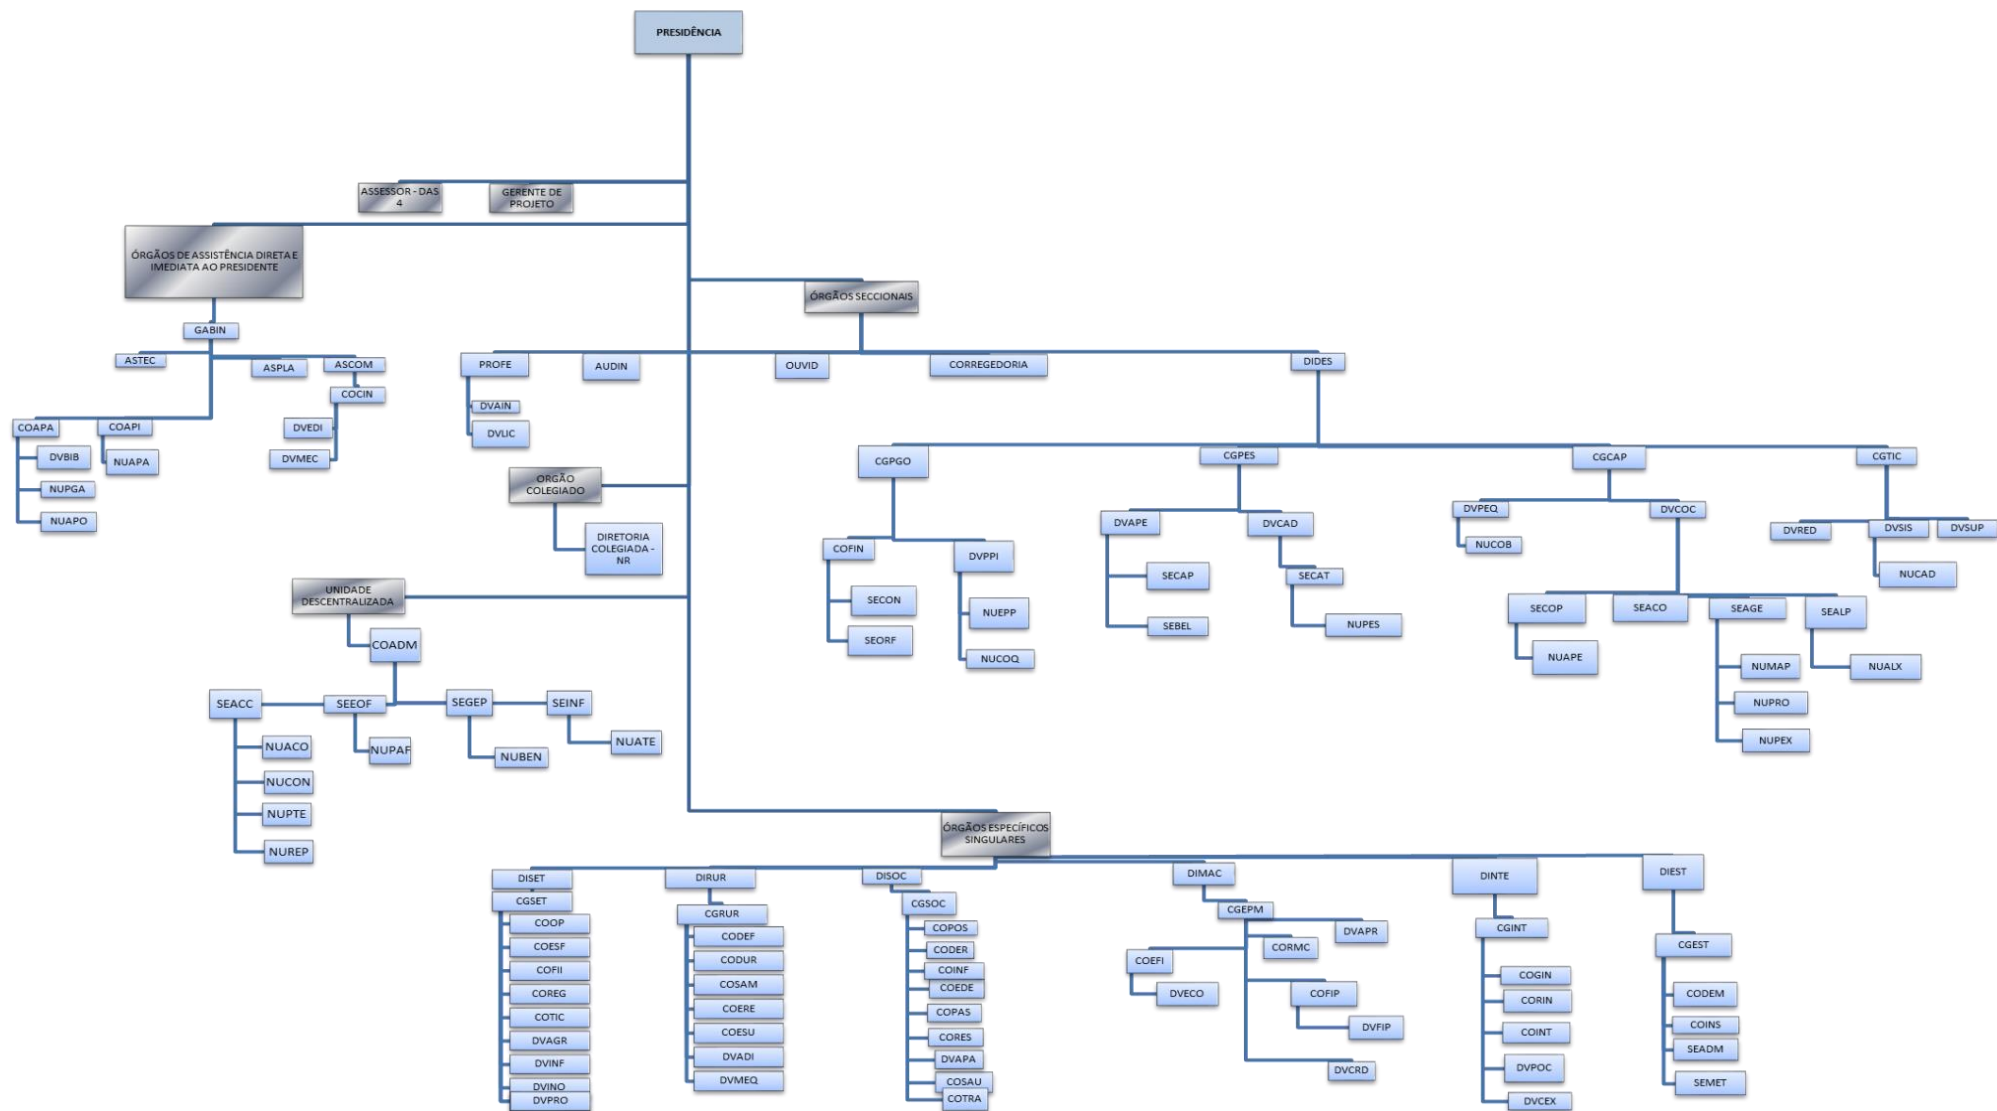 PRESIDÊNCIA
ASSESSOR - DAS
4
GERENTE DE
PROJETO
ÓRGÃOS DE ASSISTÊNCIA DIRETA E
IMEDIATA AO PRESIDENTE
ÓRGÃOS SECCIONAIS
GABIN
ASTEC
ASPLA
ASCOM
COCIN
DVEDI
DVMEC
COAPA
DVBIB
NUPGA
NUAPO
COAPI
NUAPA
PROFE
DVAIN
DVLIC
AUDIN
OUVID
CORREGEDORIA
DIDES
CGPGO
COFIN
SECON
SEORF
DVPPI
NUEPP
NUCOQ
CGPES
DVAPE
SECAP
SEBEL
DVCAD
SECAT
NUPES
CGCAP
DVPEQ
NUCOB
DVCOC
SECOP
NUAPE
SEACO
SEAGE
NUMAP
NUPRO
NUPEX
SEALP
NUALX
CGTIC
DVRED
DVSIS
NUCAD
DVSUP
ORGÃO
COLEGIADO
DIRETORIA
COLEGIADA -
NR
UNIDADE
DESCENTRALIZADA
COADM
SEACC
NUACO
NUCON
NUPTE
NUREP
SEEOF
NUPAF
SEGEP
NUBEN
SEINF
NUATE
ÓRGÃOS ESPECÍFICOS
SINGULARES
DISET
CGSET
COOP
COESF
COFII
COREG
COTIC
DVAGR
DVINF
DVINO
DVPRO
DIRUR
CGRUR
CODEF
CODUR
COSAM
COERE
COESU
DVADI
DVMEQ
DISOC
CGSOC
COPOS
CODER
COINF
COEDE
COPAS
CORES
DVAPA
COSAU
COTRA
DIMAC
CGEPM
DVAPR
CORMC
COEFI
DVECO
COFIP
DVFIP
DVCRD
DINTE
CGINT
COGIN
CORIN
COINT
DVPOC
DVCEX
DIEST
CGEST
CODEM
COINS
SEADM
SEMET